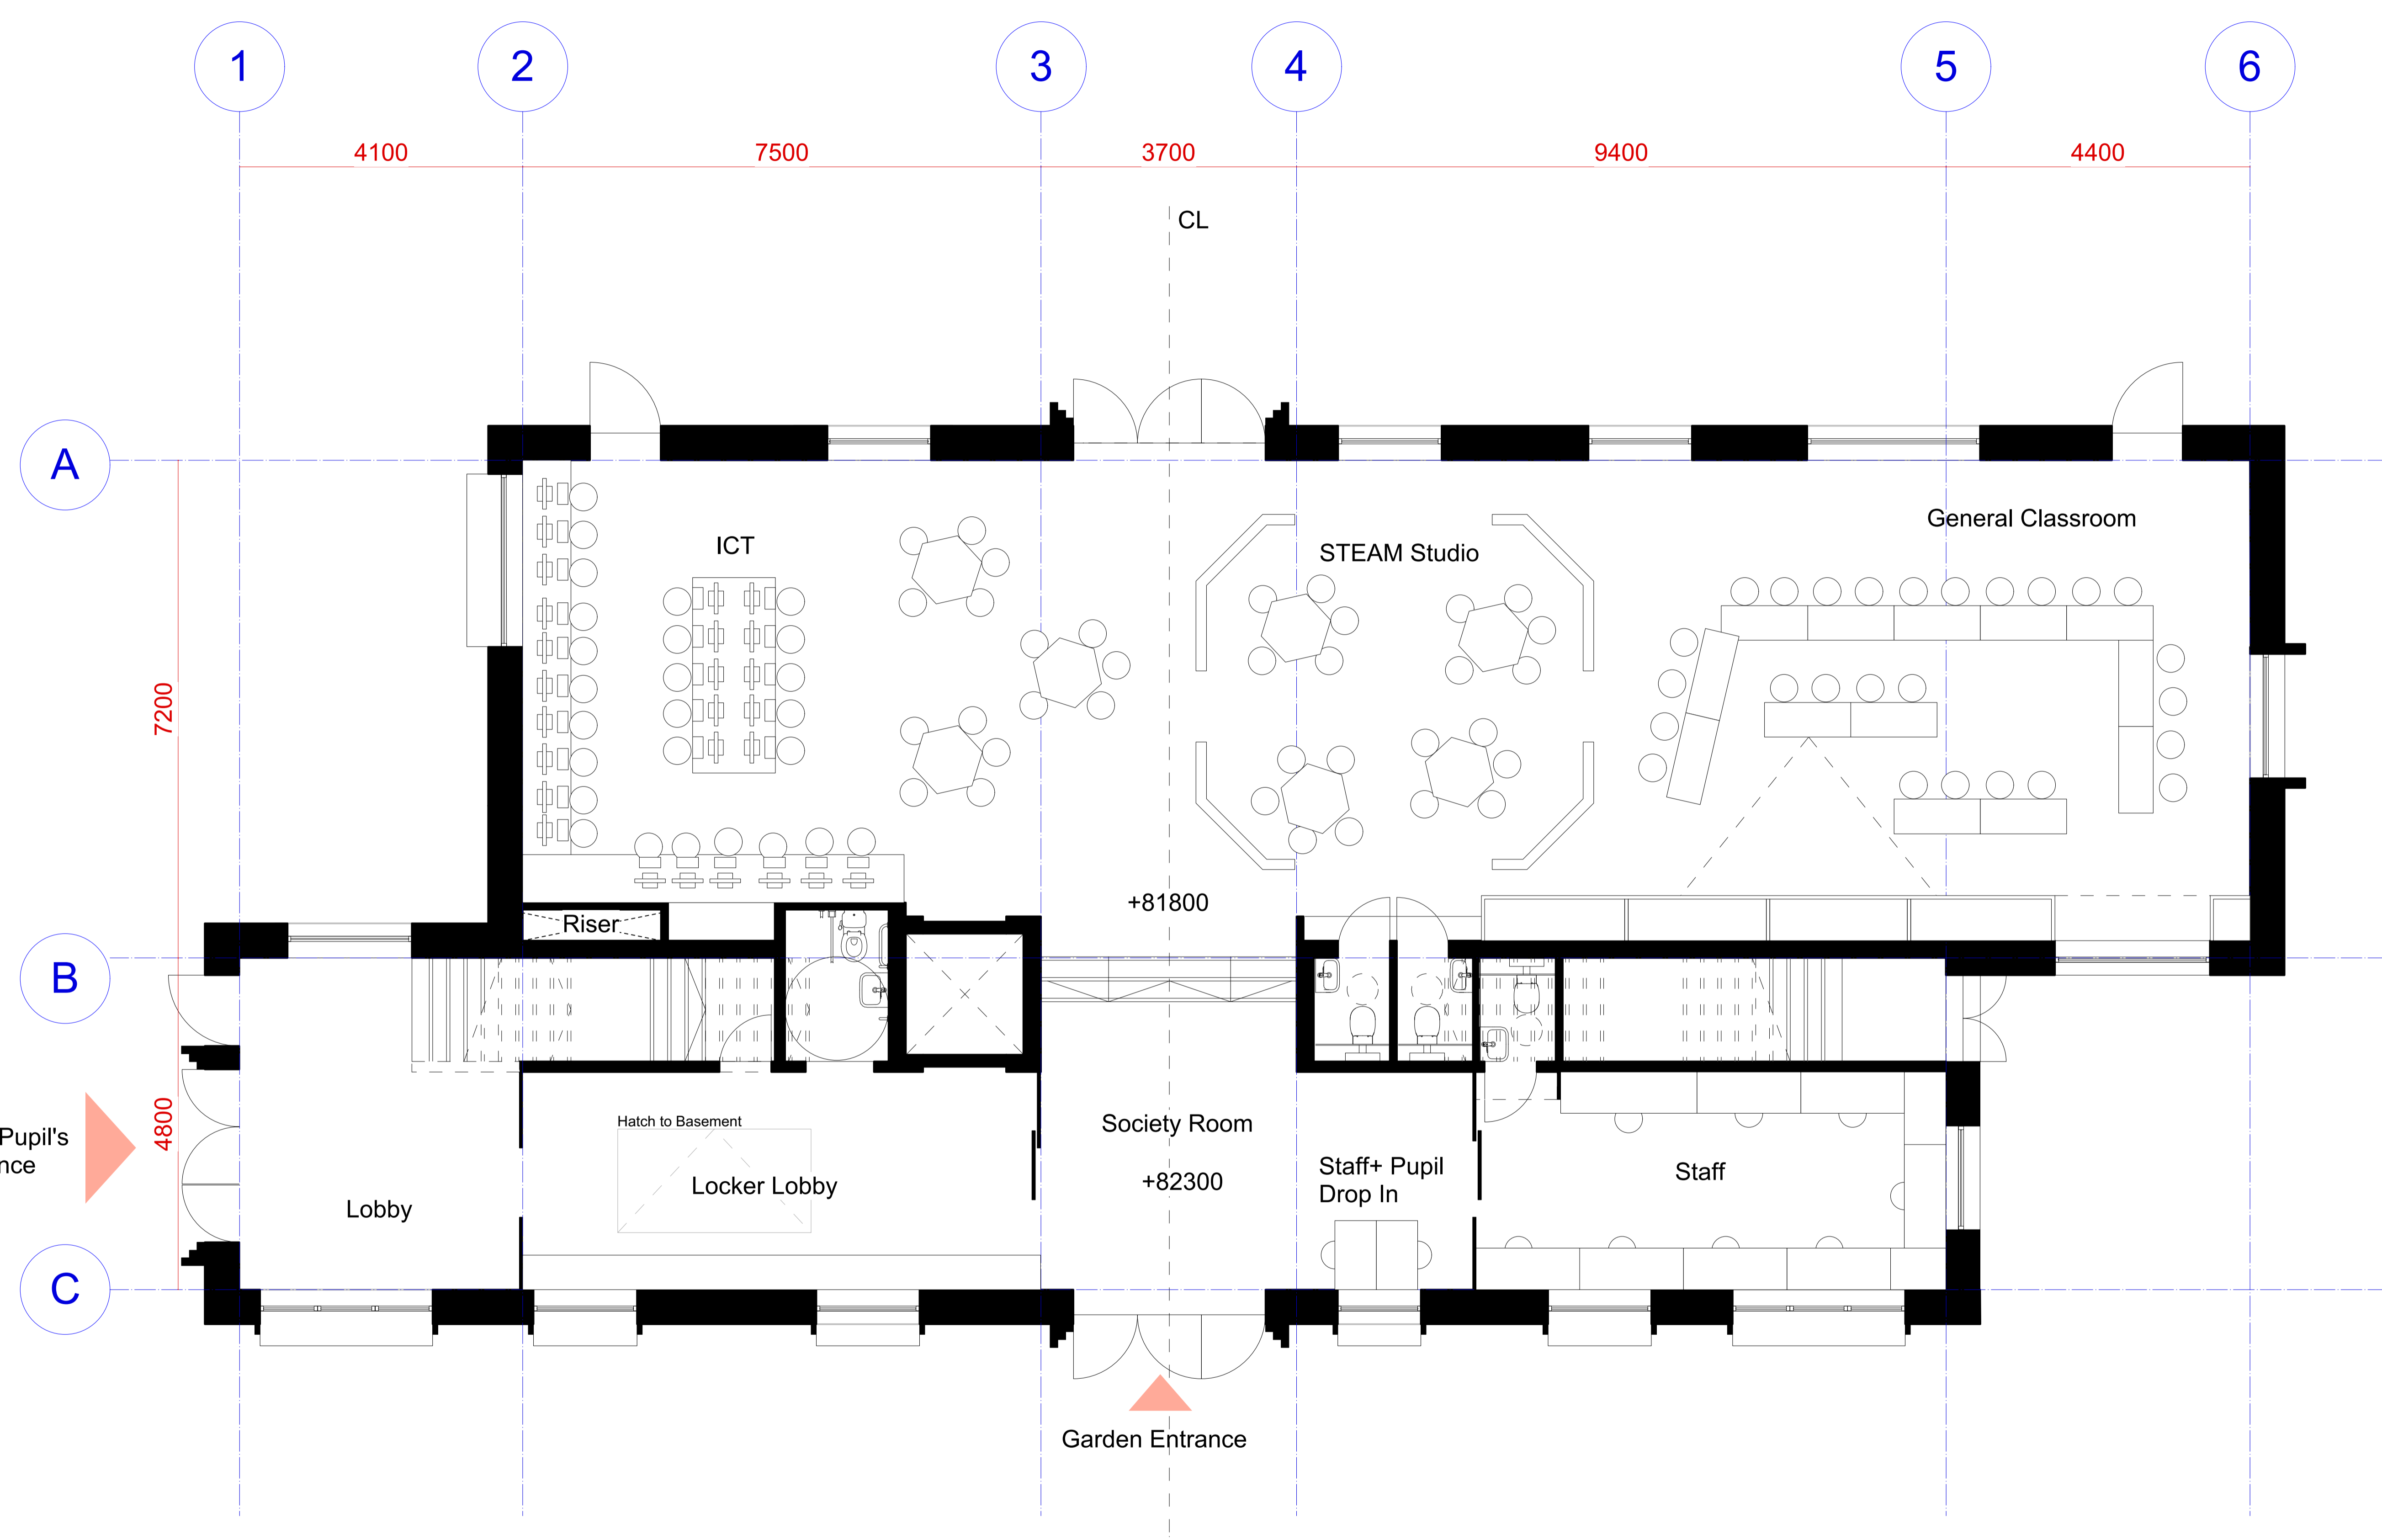 1
2
3
4
5
6
4100
7500
3700
9400
4400
CL
A
General Classroom
ICT
STEAM Studio
7200
+81800
Riser
B
Hatch to Basement
Society Room
4800
Pupil's
nce
Staff+ Pupil
Drop In
Staff
+82300
Locker Lobby
Lobby
C
Garden Entrance